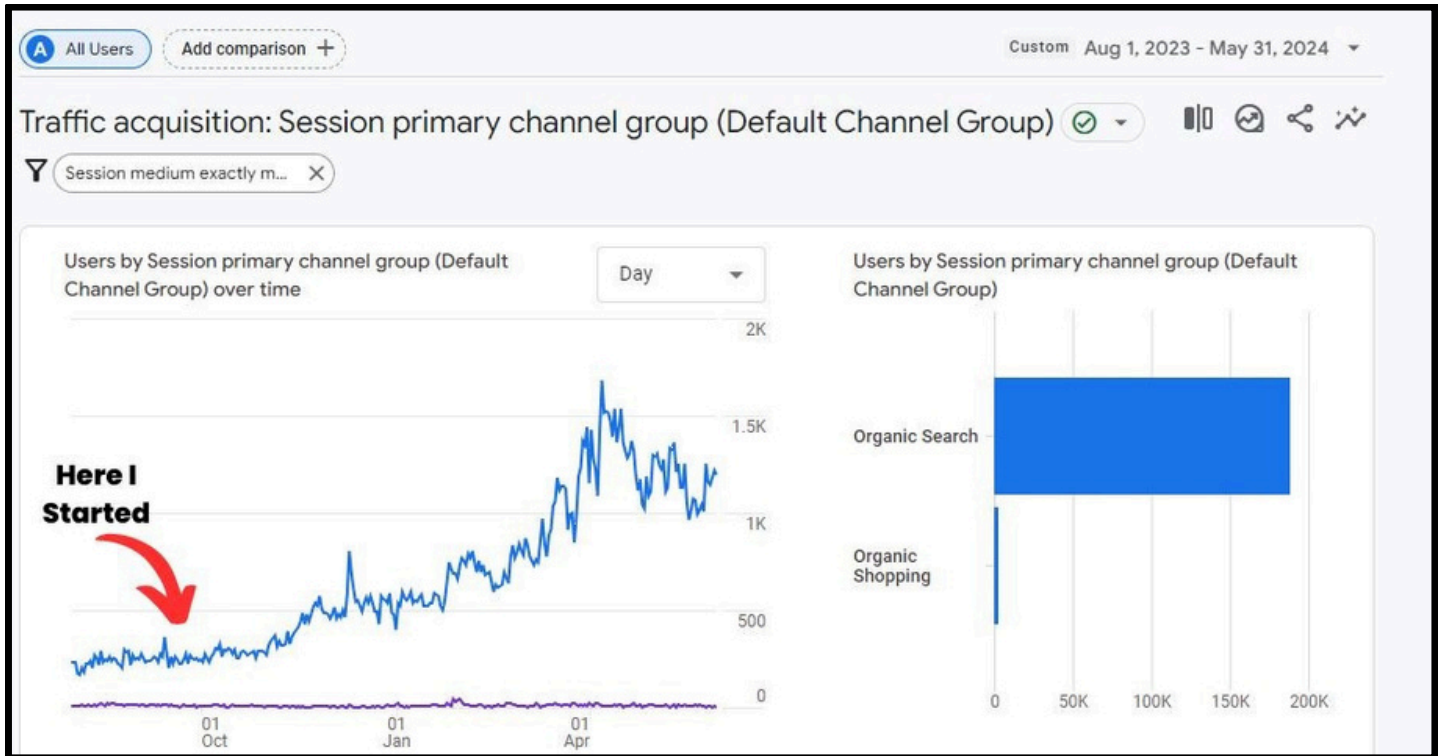 A All Users Add comparison + Custom Aug 1, 2023 - May 31, 2024
Traffic acquisition: Session primary channel group (Default Channel Group)
Session medium exactly m...
Users by Session primary channel group (Default
Channel Group) over time
Day
2K
1.5K
1K
500
0
01
Oct
01
Jan
01
Apr
Here I
Started
Users by Session primary channel group (Default
Channel Group)
Organic Search
Organic
Shopping
0 50K 100K 150K 200K